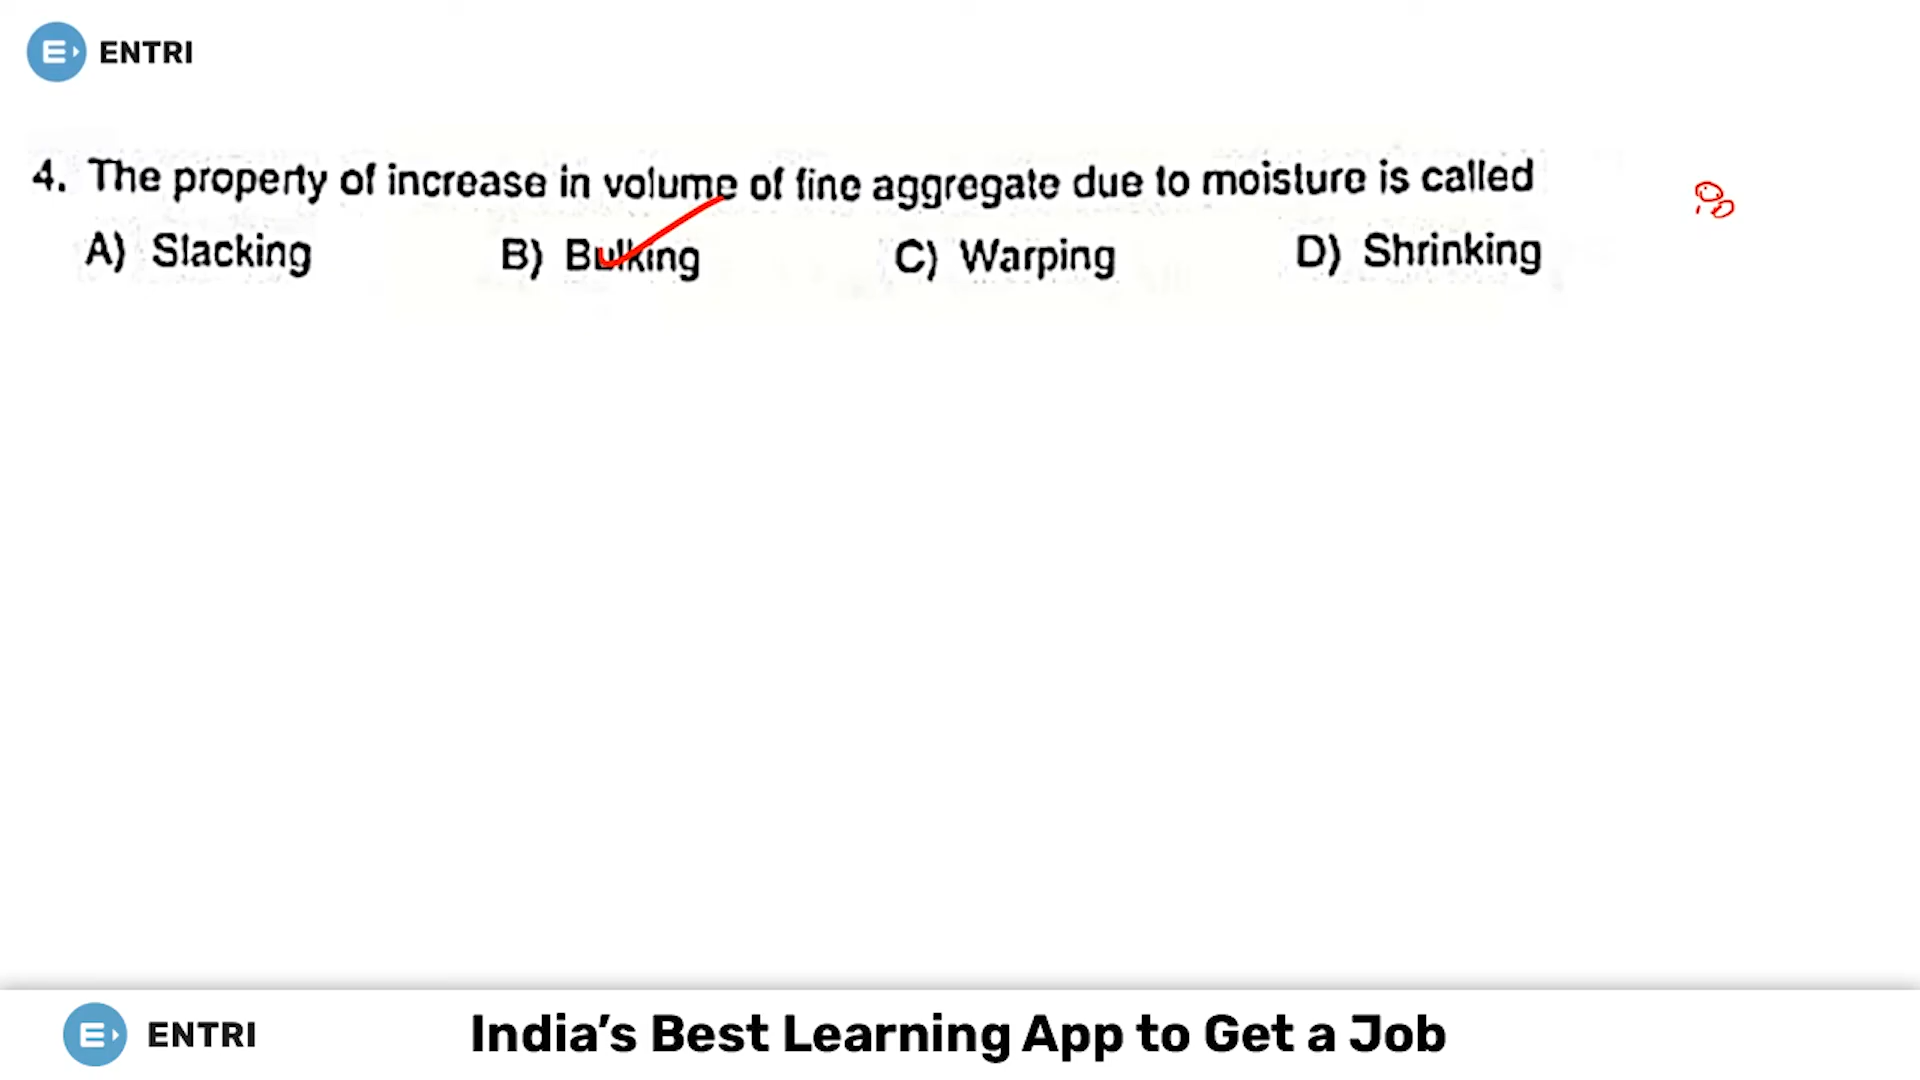 ENTRI
4. The property of increase in volume of fine aggregate due to moisture is called
A) Slacking B) Bulking C) Warping D) Shrinking
ENTRI India’s Best Learning App to Get a Job